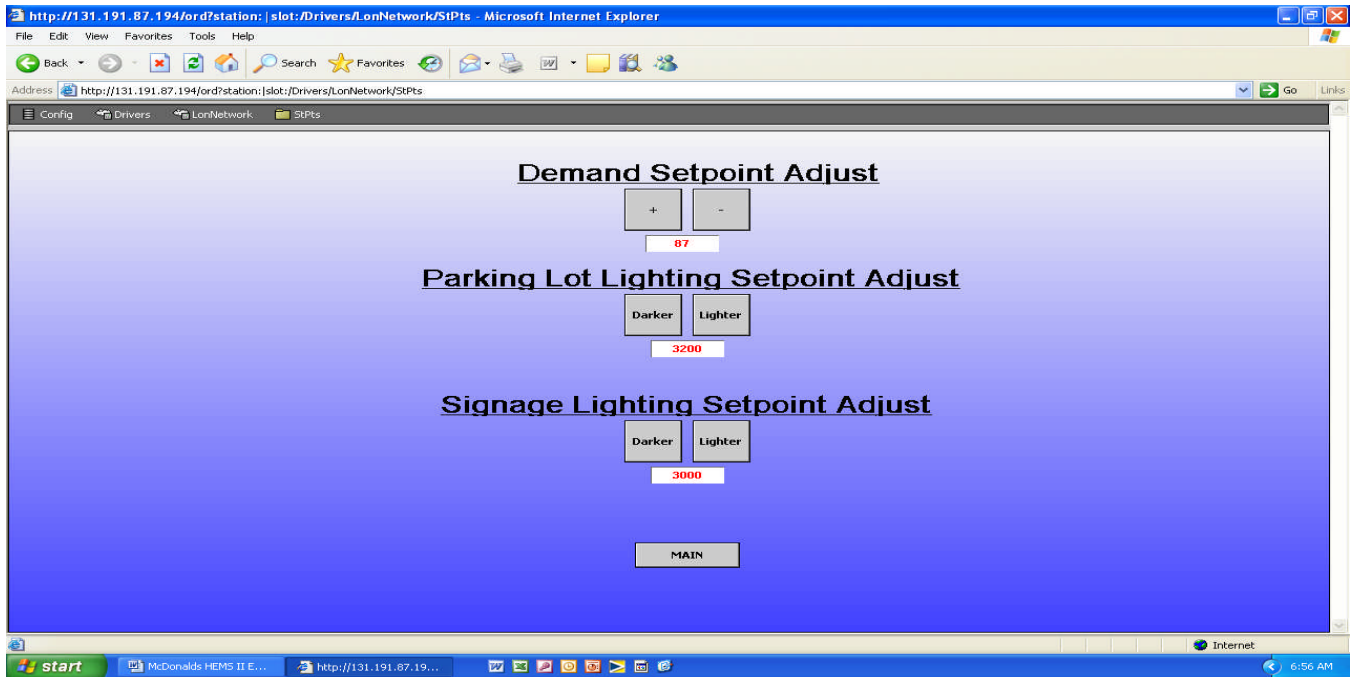 http://131.191.87.194/ord?station:|slot:/Drivers/LonNetwork/StPts - Microsoft Internet Explorer
File Edit View Favorites Tools Help
Back Search Favorites
Address http://131.191.87.194/ord?station:|slot:/Drivers/LonNetwork/StPts Go Links
Config Drivers LonNetwork StPts
Demand Setpoint Adjust
+ -
87
Parking Lot Lighting Setpoint Adjust
Darker Lighter
3200
Signage Lighting Setpoint Adjust
Darker Lighter
3000
MAIN
Internet
start McDonalds HEMS II E... http://131.191.87.19... 6:56 AM